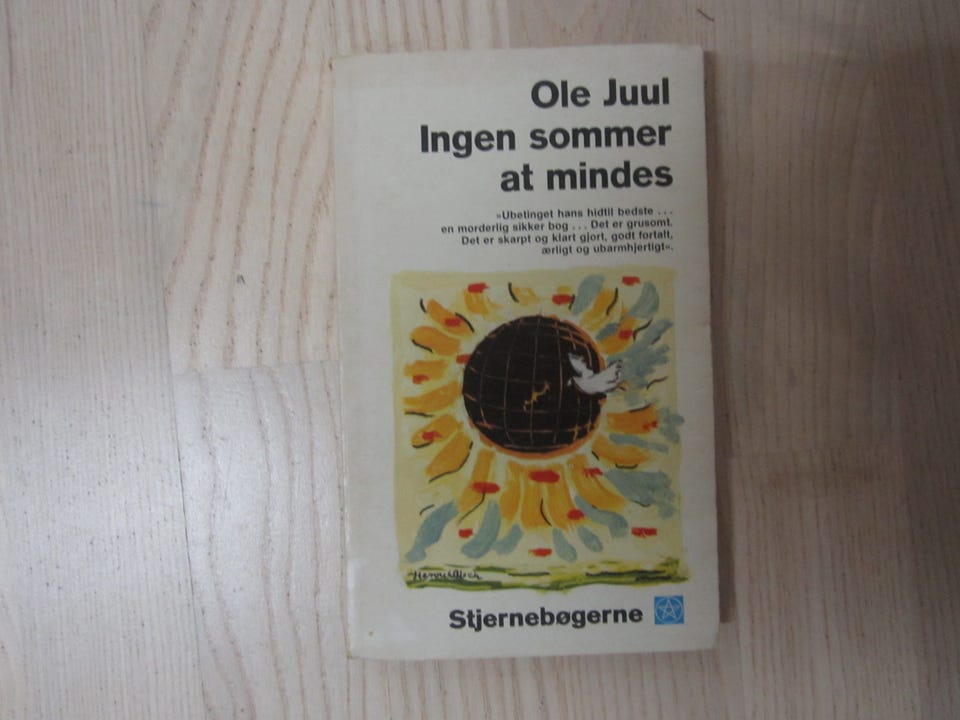 Ole Juul
Ingen sommer
at mindes
»Ubetinget hans hidtil bedste . . .
en morderlig sikker bog . . . Det er grusomt.
Det er skarpt og klart gjort, godt fortalt,
ærligt og ubarmhjertigt«.
Stjernebøgerne